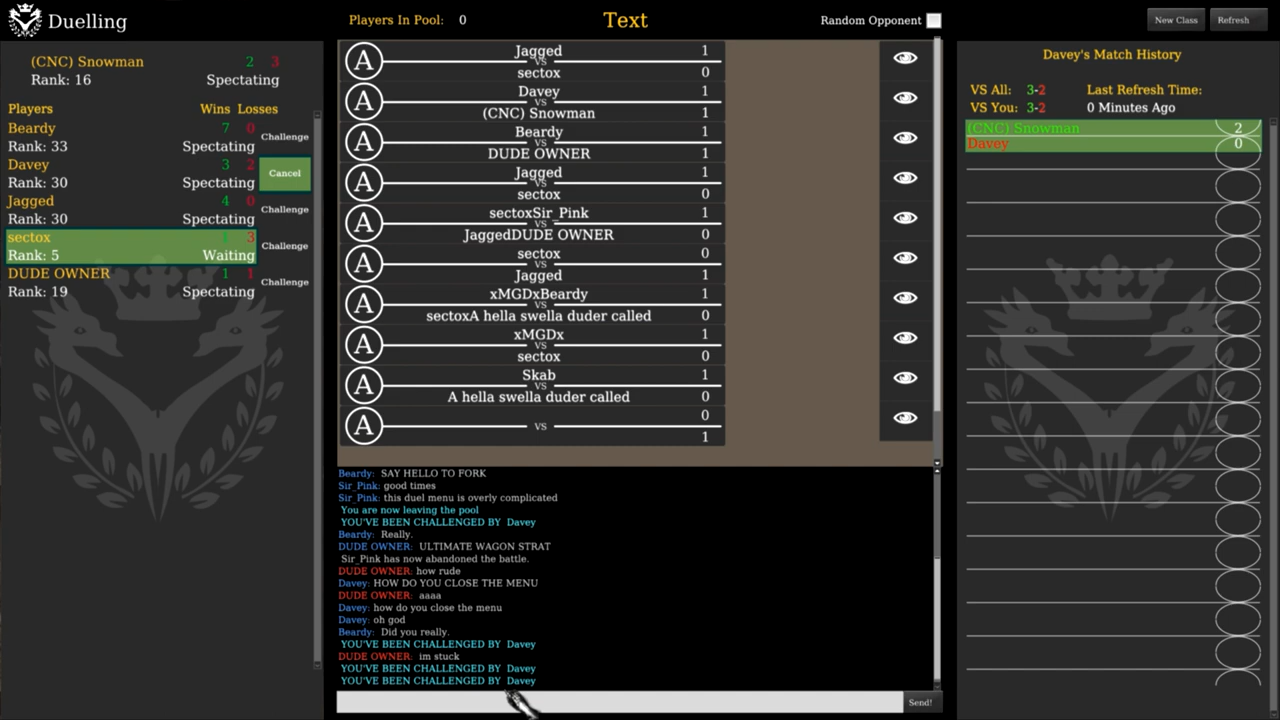 Duelling
Players In Pool: 0
Text
Random Opponent
New Class
Refresh
(CNC) Snowman 2 3
Rank: 16 Spectating
Players Wins Losses
Beardy 7 0
Rank: 33 Spectating
Challenge
Davey 3 2
Rank: 30 Spectating
Cancel
Jagged 4 0
Rank: 30 Spectating
Challenge
sectox 1 3
Rank: 5 Waiting
Challenge
DUDE OWNER 1 1
Rank: 19 Spectating
Challenge
A Jagged 1
VS
sectox 0
A Davey 1
VS
(CNC) Snowman 1
A Beardy 1
VS
DUDE OWNER 1
A Jagged 1
VS
sectox 0
A sectoxSir_Pink 1
VS
JaggedDUDE OWNER 0
A sectox 0
VS
Jagged 1
A xMGDxBeardy 1
VS
sectoxA hella swella duder called 0
A xMGDx 1
VS
sectox 0
A Skab 1
VS
A hella swella duder called 0
A 0
VS
1
Beardy: SAY HELLO TO FORK
Sir_Pink: good times
Sir_Pink: this duel menu is overly complicated
You are now leaving the pool
YOU'VE BEEN CHALLENGED BY Davey
Beardy: Really.
DUDE OWNER: ULTIMATE WAGON STRAT
Sir_Pink has now abandoned the battle.
DUDE OWNER: how rude
Davey: HOW DO YOU CLOSE THE MENU
DUDE OWNER: aaaa
Davey: how do you close the menu
Davey: oh god
Beardy: Did you really.
YOU'VE BEEN CHALLENGED BY Davey
DUDE OWNER: im stuck
YOU'VE BEEN CHALLENGED BY Davey
YOU'VE BEEN CHALLENGED BY Davey
Send!
Davey's Match History
VS All: 3-2 Last Refresh Time:
VS You: 3-2 0 Minutes Ago
(CNC) Snowman 2
Davey 0